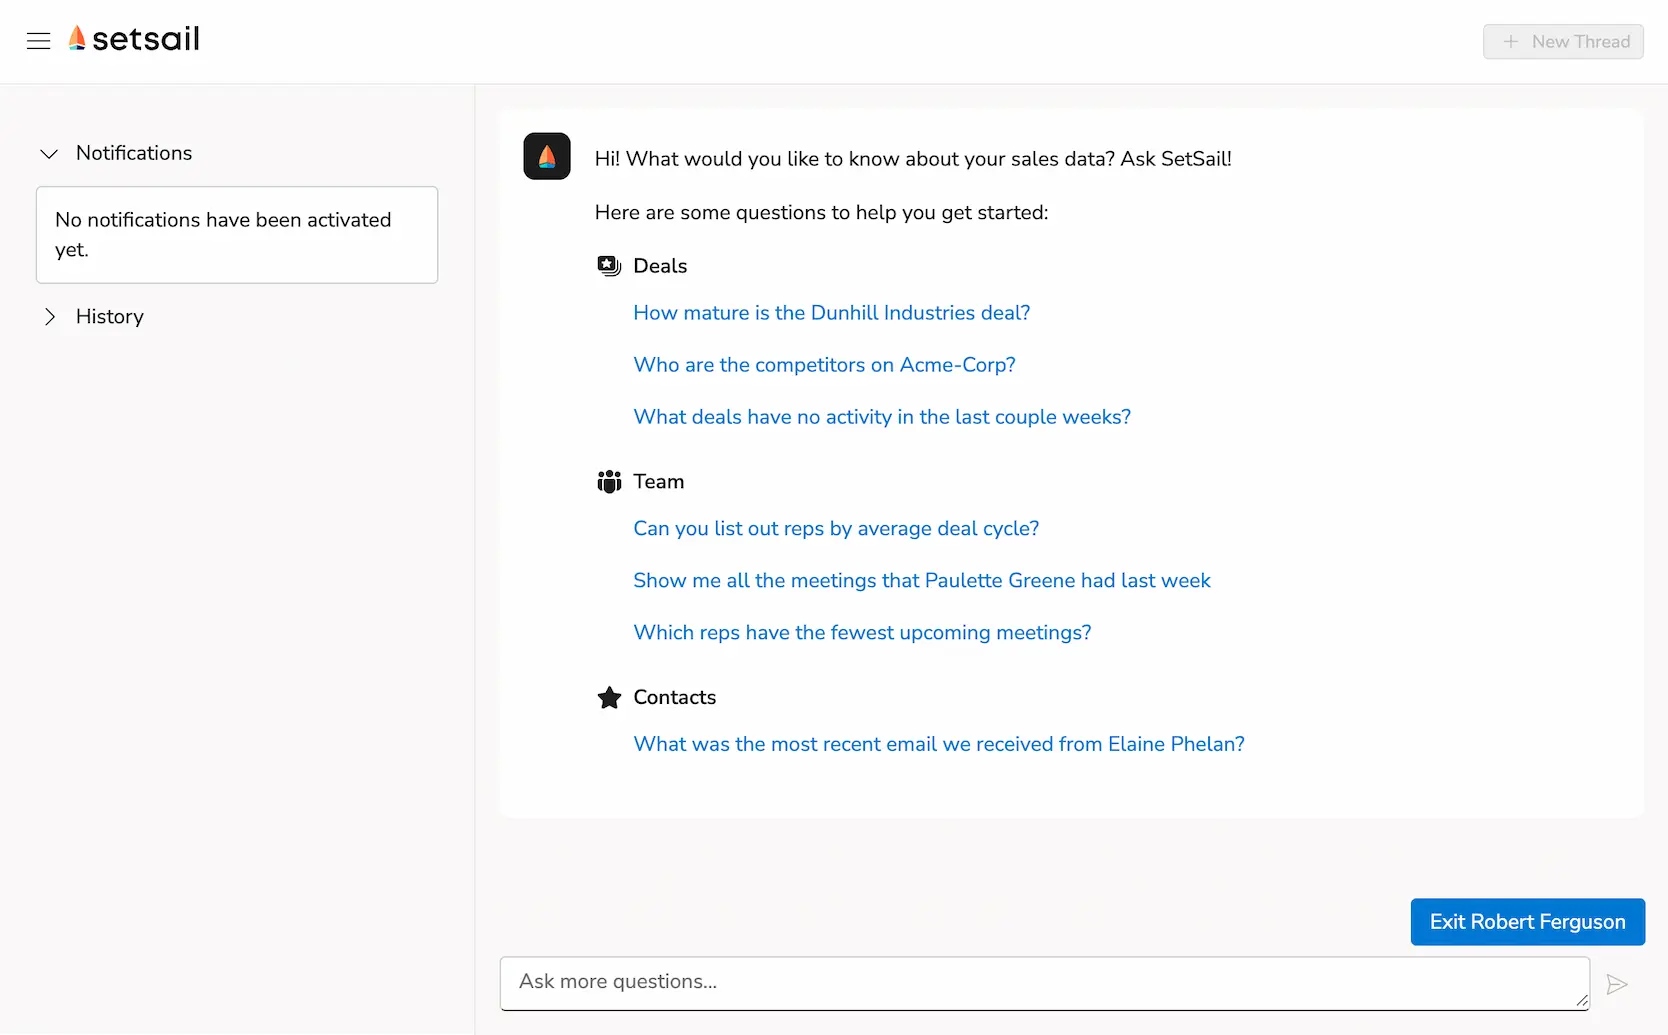 setsail
New Thread
Notifications
No notifications have been activated
yet.
History
Hi! What would you like to know about your sales data? Ask SetSail!
Here are some questions to help you get started:
Deals
How mature is the Dunhill Industries deal?
Who are the competitors on Acme-Corp?
What deals have no activity in the last couple weeks?
Team
Can you list out reps by average deal cycle?
Show me all the meetings that Paulette Greene had last week
Which reps have the fewest upcoming meetings?
Contacts
What was the most recent email we received from Elaine Phelan?
Exit Robert Ferguson
Ask more questions...